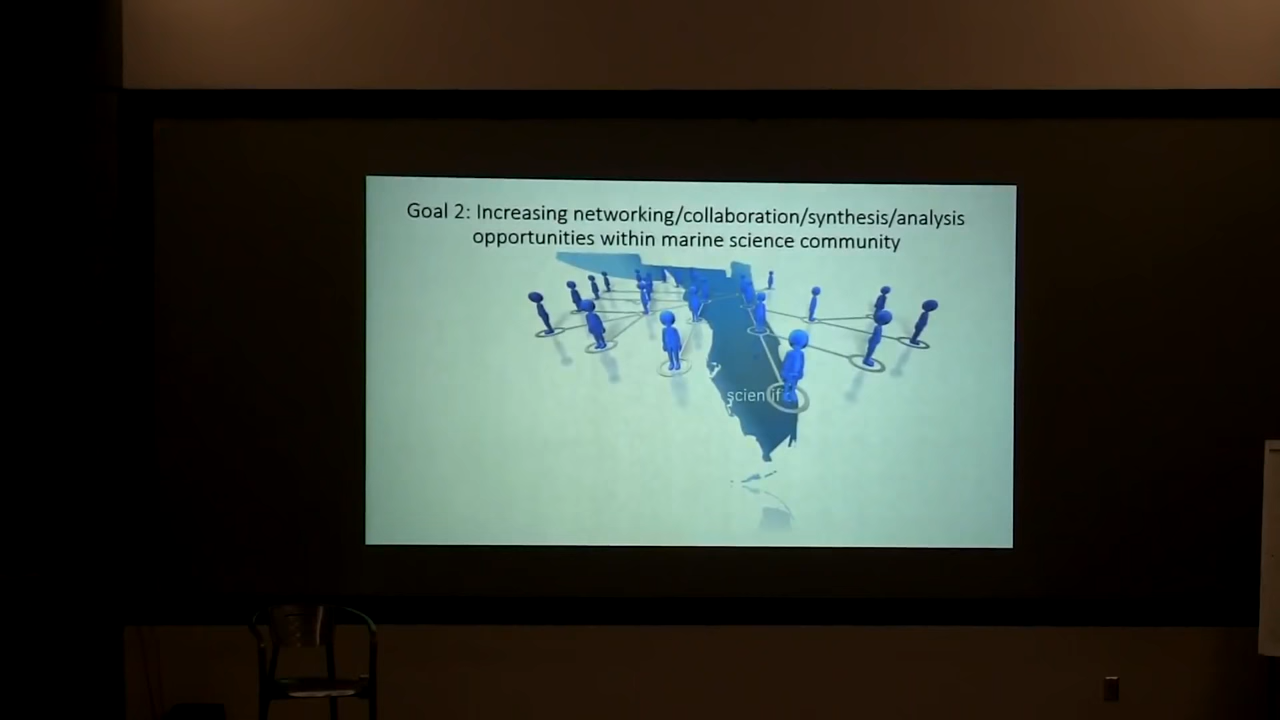 Goal 2: Increasing networking/collaboration/synthesis/analysis
opportunities within marine science community